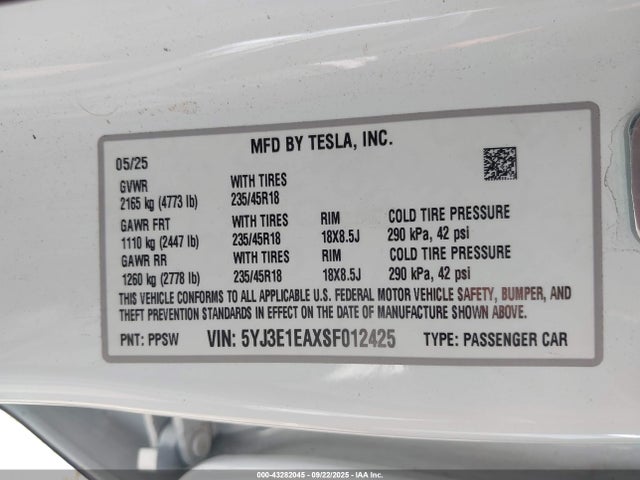 MFD BY TESLA, INC.
05/25
GVWR WITH TIRES
2165 kg (4773 lb) 235/45R18
GAWR FRT WITH TIRES RIM COLD TIRE PRESSURE
1110 kg (2447 lb) 235/45R18 18X8.5J 290 kPa, 42 psi
GAWR RR WITH TIRES RIM COLD TIRE PRESSURE
1260 kg (2778 lb) 235/45R18 18X8.5J 290 kPa, 42 psi
THIS VEHICLE CONFORMS TO ALL APPLICABLE U.S. FEDERAL MOTOR VEHICLE SAFETY, BUMPER, AND
THEFT PREVENTION STANDARDS IN EFFECT ON THE DATE OF MANUFACTURE SHOWN ABOVE.
PNT: PPSW VIN: 5YJ3E1EAXSF012425 TYPE: PASSENGER CAR
000-43282045 - 09/22/2025 - IAA Inc.